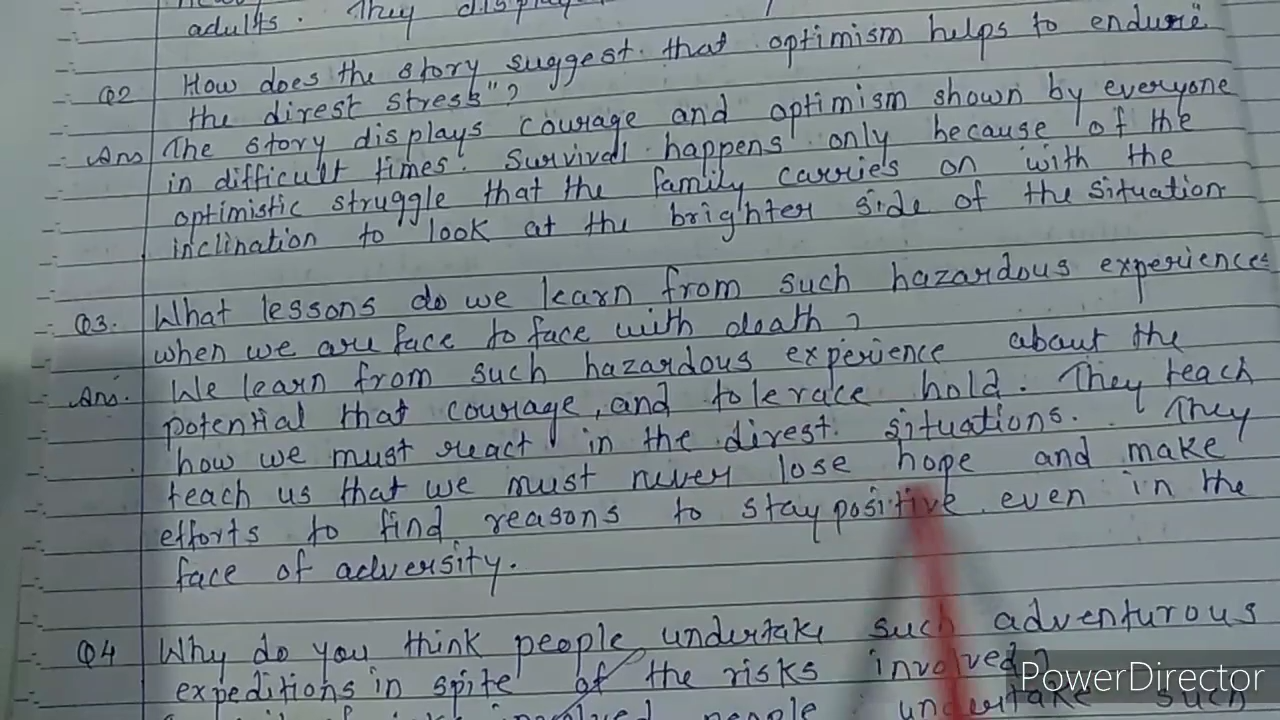 adults. They
Q2 How does the story suggest that optimism helps to endure
the direst stress"?
Ans The story displays courage and optimism shown by everyone
in difficult times. Survival happens only because of the
optimistic struggle that the family carries on with the
inclination to look at the brighter side of the situation
Q3. What lessons do we learn from such hazardous experiences
when we are face to face with death?
Ans. We learn from such hazardous experience about the
potential that courage, and tolerace hold. They teach
how we must react in the direst situations. They
teach us that we must never lose hope and make
efforts to find reasons to stay positive even in the
face of adversity.
Q4 Why do you think people undertake such adventurous
expeditions in spite of the risks involved?
involved people undertake such
PowerDirector